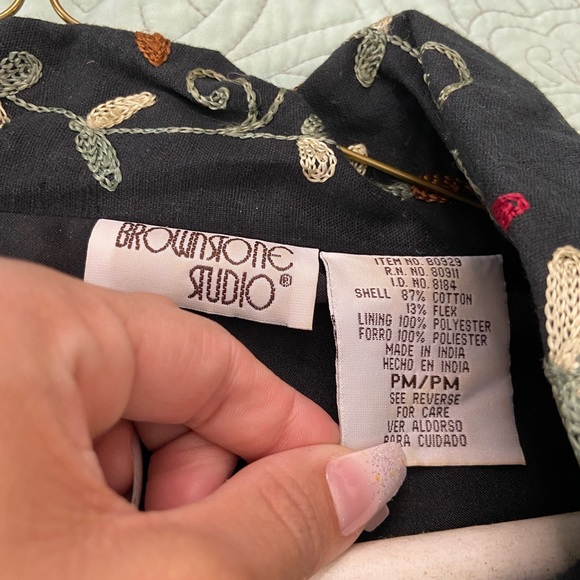 BROWNSTONE
STUDIO®
ITEM NO. 80929
R.N. NO. 80911
I.D. NO. 8184
SHELL 87% COTTON
13% FLEX
LINING 100% POLYESTER
FORRO 100% POLIESTER
MADE IN INDIA
HECHO EN INDIA
PM/PM
SEE REVERSE
FOR CARE
VER ALDORSO
PARA CUIDADO